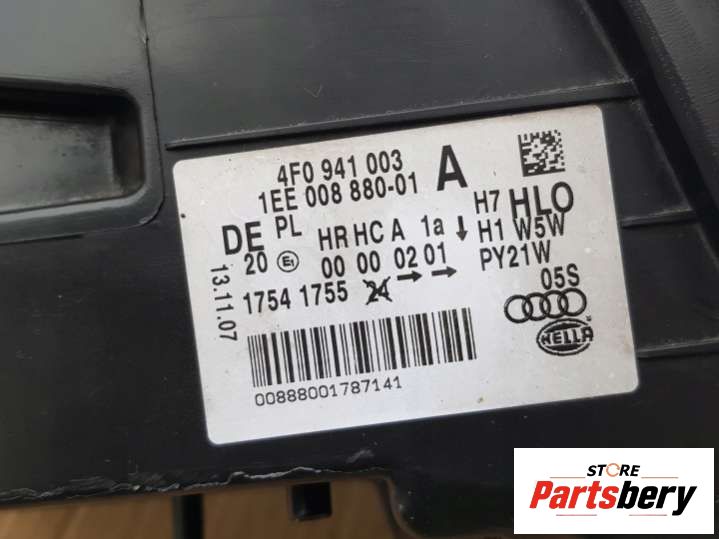 4F0 941 003
1EE 008 880-01 A
H7 HLO
DE PL HR HC A 1a ↓ H1 W5W
20 E1 00 00 02 01 PY21W
→ →
1754 1755 24 05S
13.11.07
HELLA
00888001787141
STORE
Partsbery